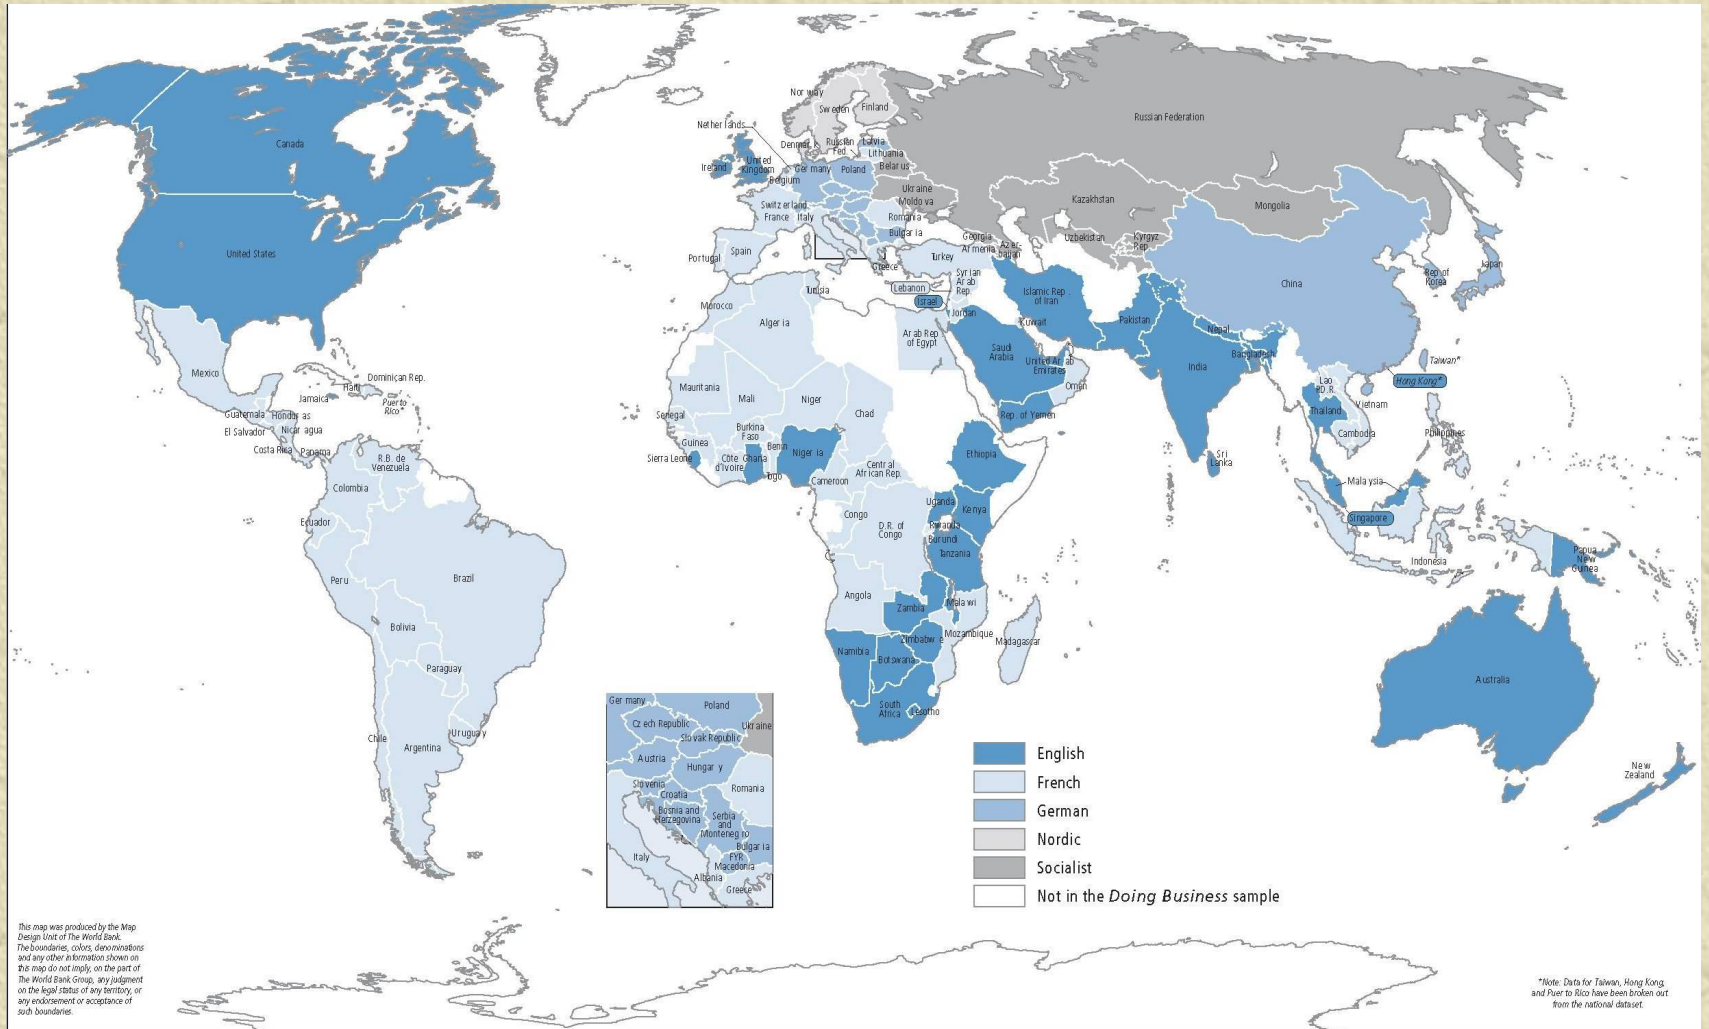 Canada
United States
Mexico
Guatemala
El Salvador
Honduras
Nicaragua
Costa Rica
Panama
Jamaica
Haiti
Dominican Rep.
Puerto
Rico*
R.B. de
Venezuela
Colombia
Ecuador
Peru
Brazil
Bolivia
Paraguay
Chile
Argentina
Uruguay
Norway
Sweden
Finland
Netherlands
Denmark
Russian
Fed.
Latvia
Lithuania
Belarus
Ireland
United
Kingdom
Belgium
Germany
Poland
Ukraine
Moldova
Switzerland
France
Italy
Romania
Bulgaria
Portugal
Spain
Greece
Turkey
Georgia
Armenia
Azer-
baijan
Russian Federation
Kazakhstan
Mongolia
Uzbekistan
Kyrgyz
Rep.
China
Rep of
Korea
Japan
Taiwan*
Hong Kong*
Syrian
Arab
Rep.
Lebanon
Israel
Jordan
Islamic Rep.
of Iran
Kuwait
Saudi
Arabia
United Arab
Emirates
Oman
Rep. of Yemen
Pakistan
Nepal
Bangladesh
India
Sri
Lanka
Lao
P.D.R.
Thailand
Vietnam
Cambodia
Philippines
Malaysia
Singapore
Indonesia
Papua
New
Guinea
Australia
New
Zealand
Morocco
Tunisia
Algeria
Arab Rep
of Egypt
Mauritania
Mali
Niger
Chad
Senegal
Guinea
Sierra Leone
Burkina
Faso
Côte
d'Ivoire
Ghana
Togo
Benin
Nigeria
Cameroon
Central
African Rep.
Ethiopia
Congo
D.R. of
Congo
Uganda
Kenya
Rwanda
Burundi
Tanzania
Angola
Zambia
Malawi
Mozambique
Zimbabwe
Madagascar
Namibia
Botswana
South
Africa
Lesotho
Germany
Poland
Czech Republic
Ukraine
Slovak Republic
Austria
Hungary
Slovenia
Croatia
Romania
Bosnia and
Herzegovina
Serbia
and
Montenegro
Bulgaria
FYR
Macedonia
Italy
Albania
Greece
English
French
German
Nordic
Socialist
Not in the Doing Business sample
This map was produced by the Map
Design Unit of The World Bank.
The boundaries, colors, denominations
and any other information shown on
this map do not imply, on the part of
The World Bank Group, any judgment
on the legal status of any territory, or
any endorsement or acceptance of
such boundaries.
*Note: Data for Taiwan, Hong Kong,
and Puerto Rico have been broken out
from the national dataset.